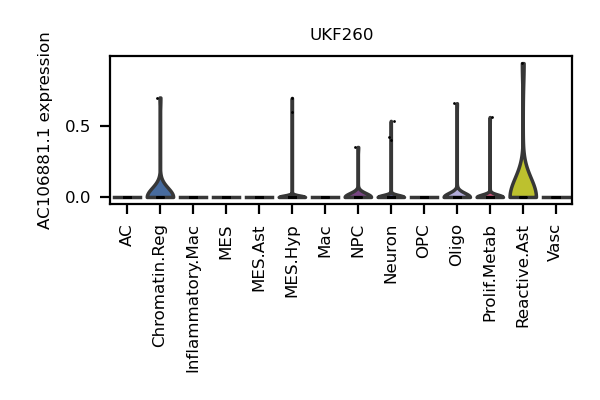 UKF260
AC106881.1 expression
0.5
0.0
AC
Chromatin.Reg
Inflammatory.Mac
MES
MES.Ast
MES.Hyp
Mac
NPC
Neuron
OPC
Oligo
Prolif.Metab
Reactive.Ast
Vasc